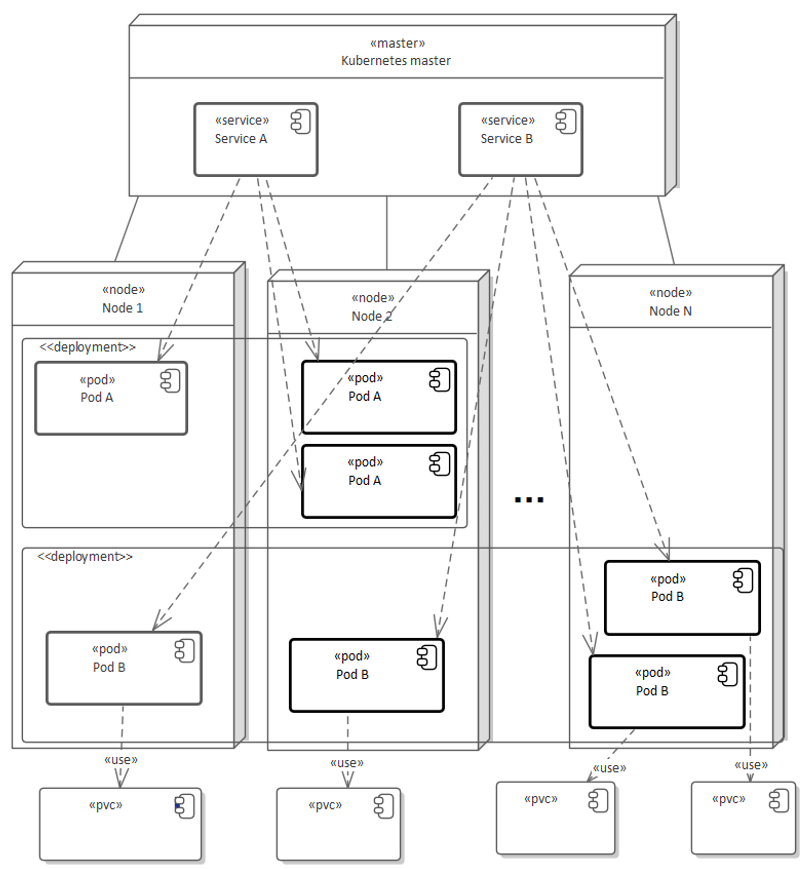 «master»
Kubernetes master
«service»
Service A
«service»
Service B
«node»
Node 1
«node»
Node 2
«node»
Node N
<<deployment>>
«pod»
Pod A
«pod»
Pod A
«pod»
Pod A
...
<<deployment>>
«pod»
Pod B
«pod»
Pod B
«pod»
Pod B
«pod»
Pod B
«use»
«use»
«use»
«use»
«pvc»
«pvc»
«pvc»
«pvc»